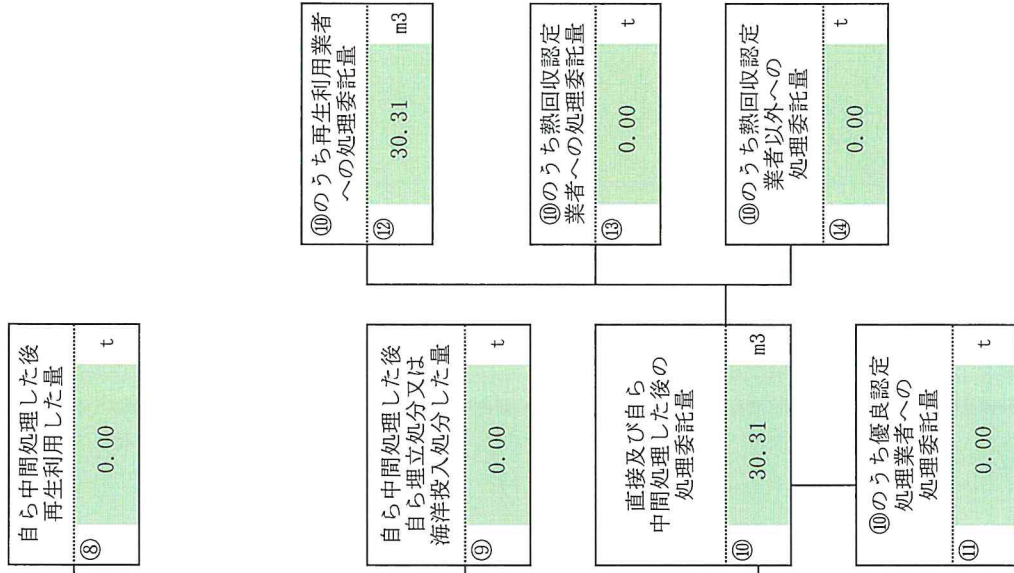 自ら中間処理した後
再生利用した量
⑧ 0.00 t
自ら中間処理した後
自ら埋立処分又は
海洋投入処分した量
⑨ 0.00 t
直接及び自ら
中間処理した後の
処理委託量
⑩ 30.31 m3
⑩のうち優良認定
処理業者への
処理委託量
⑪ 0.00 t
⑩のうち再生利用業者
への処理委託量
⑫ 30.31 m3
⑩のうち熱回収認定
業者への処理委託量
⑬ 0.00 t
⑩のうち熱回収認定
業者以外への
処理委託量
⑭ 0.00 t